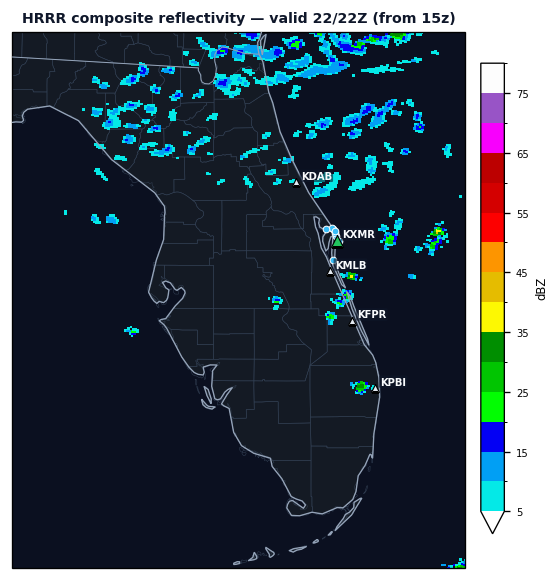 HRRR composite reflectivity — valid 22/22Z (from 15z)
KDAB
KXMR
KMLB
KFPR
KPBI
75
65
55
45
35
25
15
5
dBZ